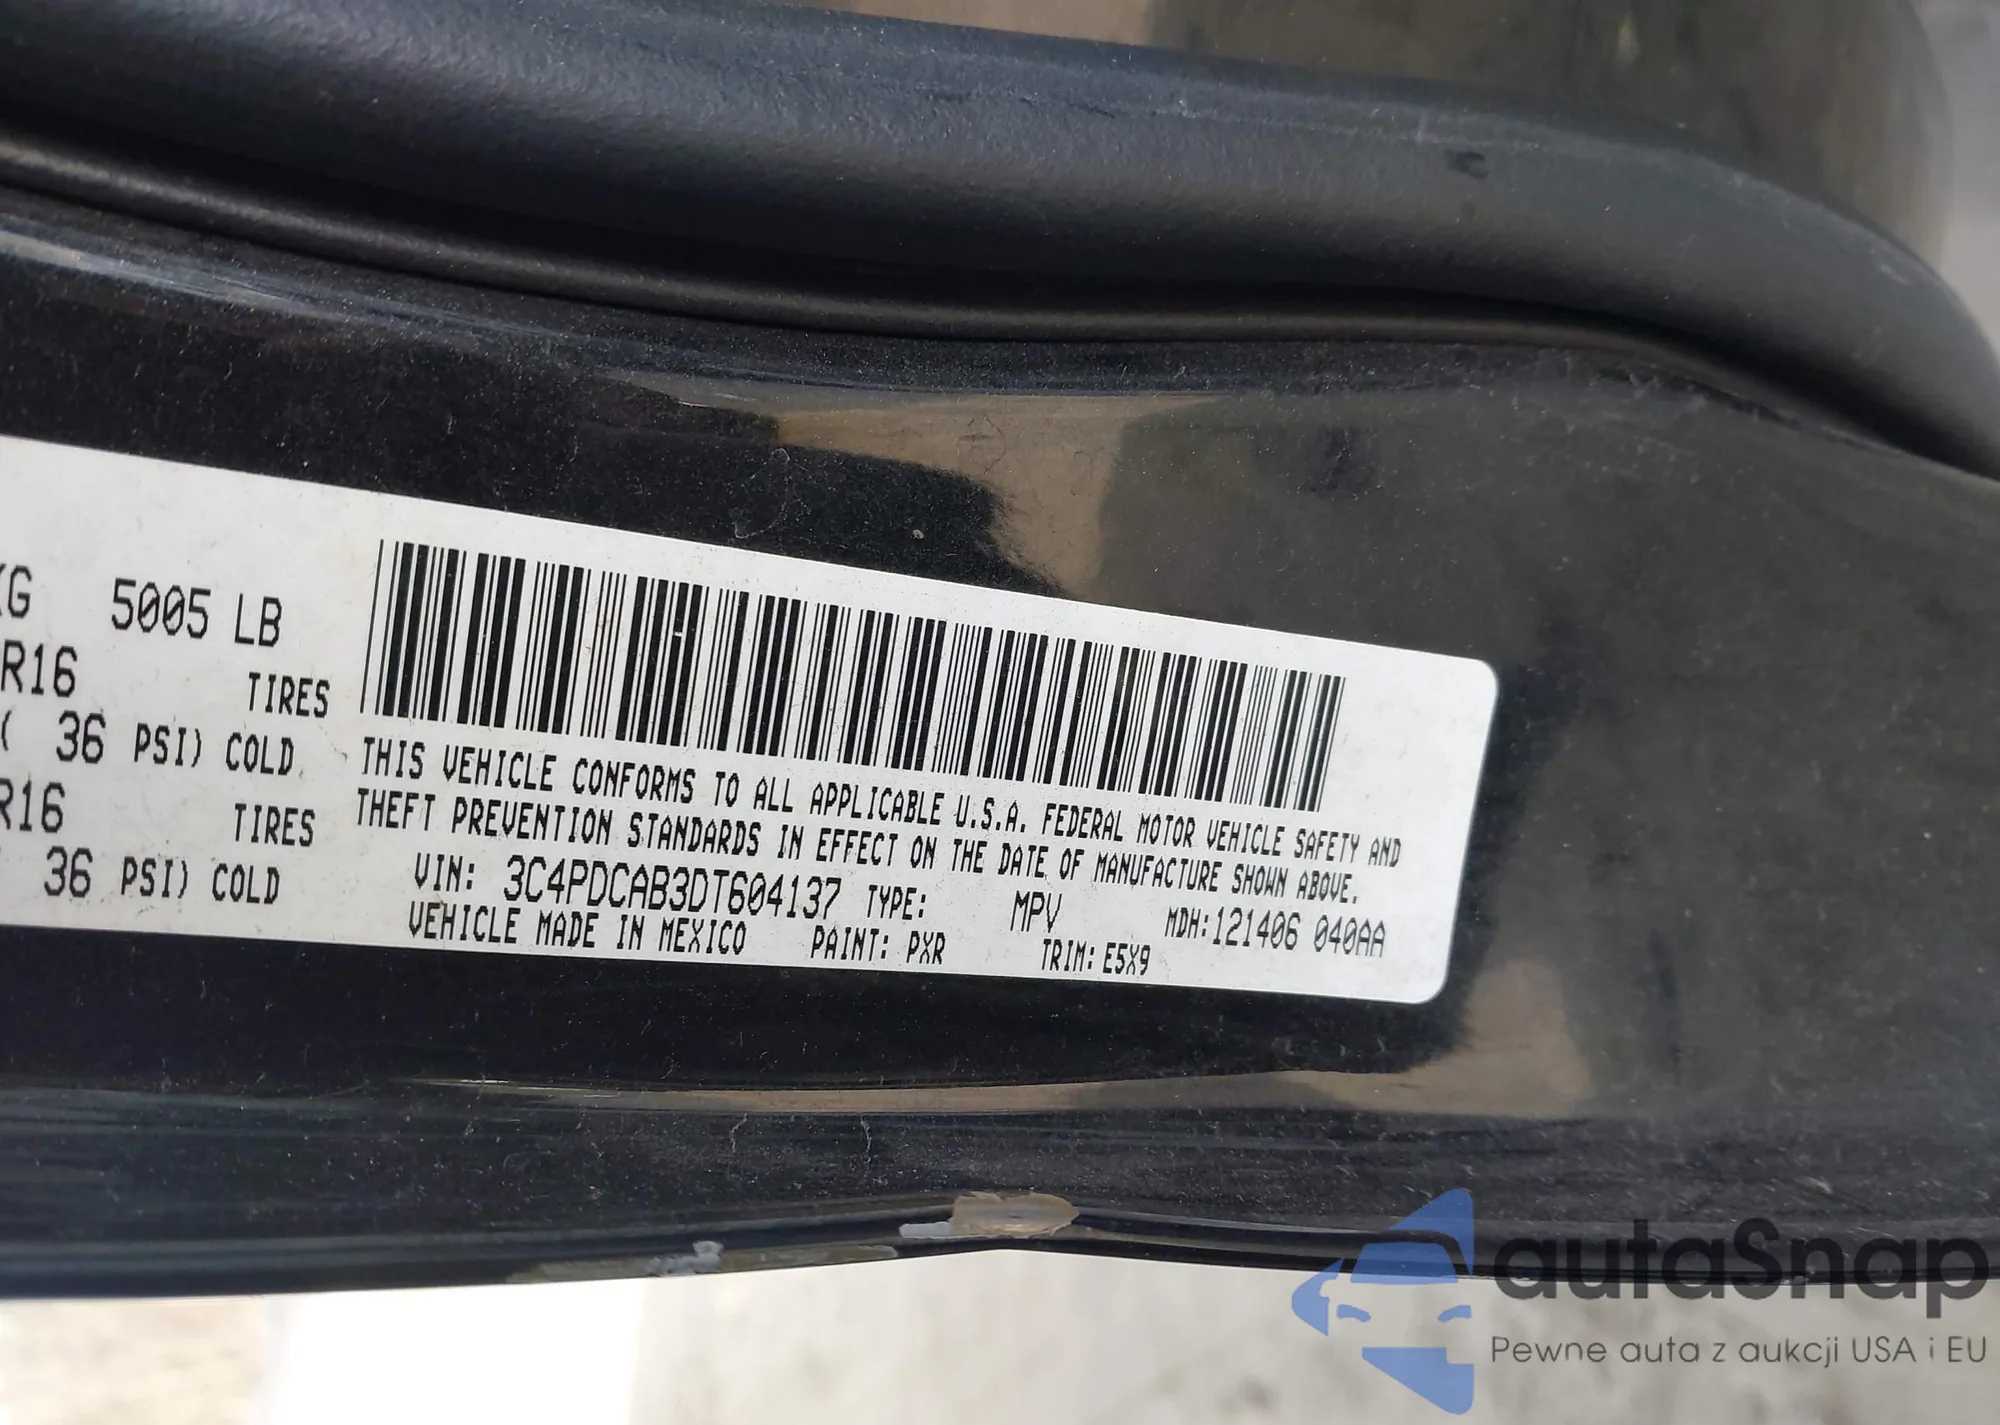 KG 5005 LB
R16 TIRES
( 36 PSI) COLD
R16 TIRES
36 PSI) COLD
THIS VEHICLE CONFORMS TO ALL APPLICABLE U.S.A. FEDERAL MOTOR VEHICLE SAFETY AND
THEFT PREVENTION STANDARDS IN EFFECT ON THE DATE OF MANUFACTURE SHOWN ABOVE.
VIN: 3C4PDCAB3DT604137 TYPE: MPV MDH:121406 040AA
VEHICLE MADE IN MEXICO PAINT: PXR TRIM: E5X9
autaSnap
Pewne auta z aukcji USA i EU